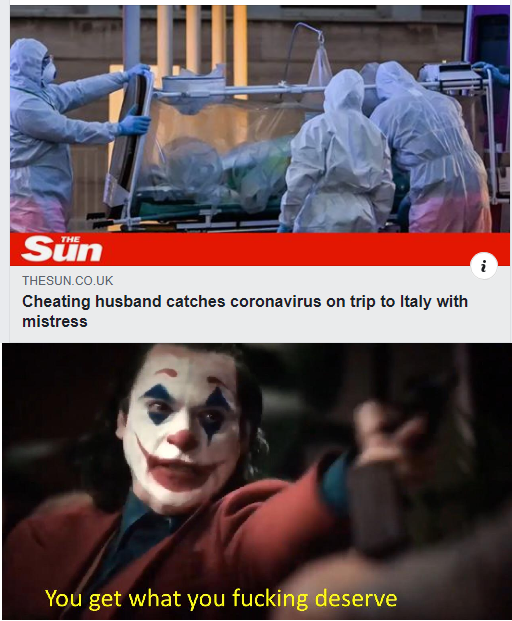 THE
Sun
i
THESUN.CO.UK
Cheating husband catches coronavirus on trip to Italy with
mistress
You get what you fucking deserve